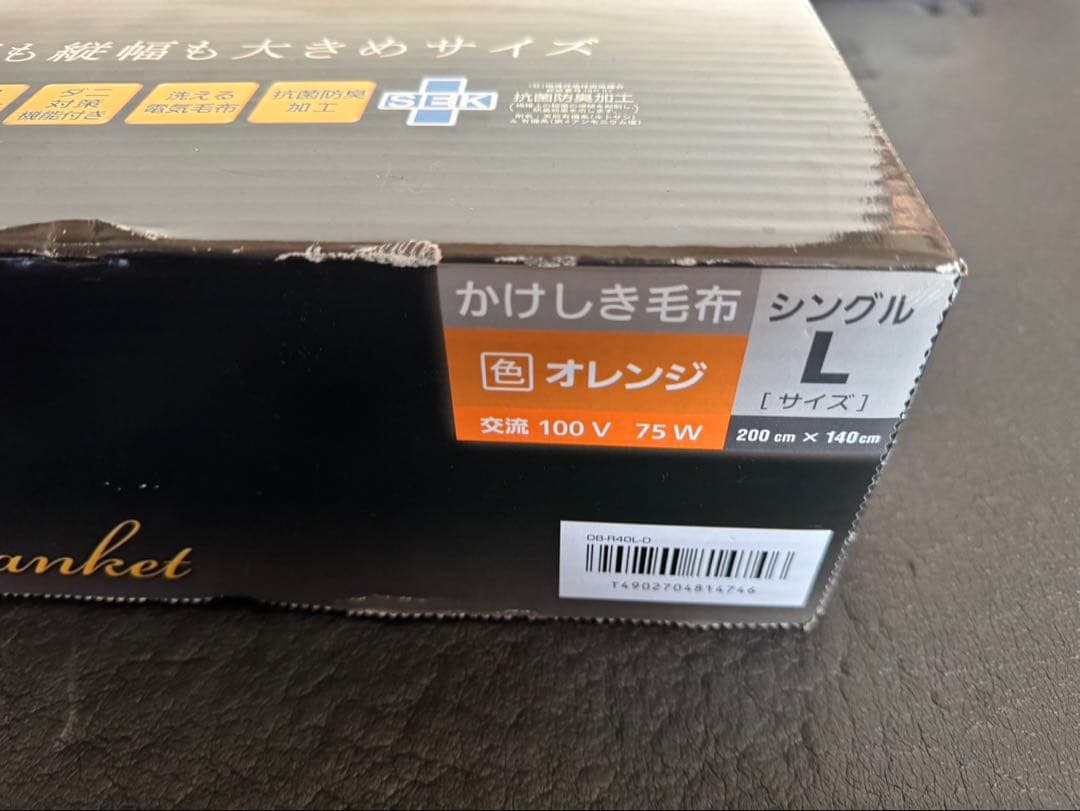 も縦幅も大きめサイズ
ダニ
対策
機能付き
洗える
電気毛布
抗菌防臭
加工
SEK
抗菌防臭加工
かけしき毛布
色 オレンジ
交流 100 V 75 W
シングル
L
[サイズ]
200 cm × 140 cm
anket
DB-R40L-D
T4902704814746